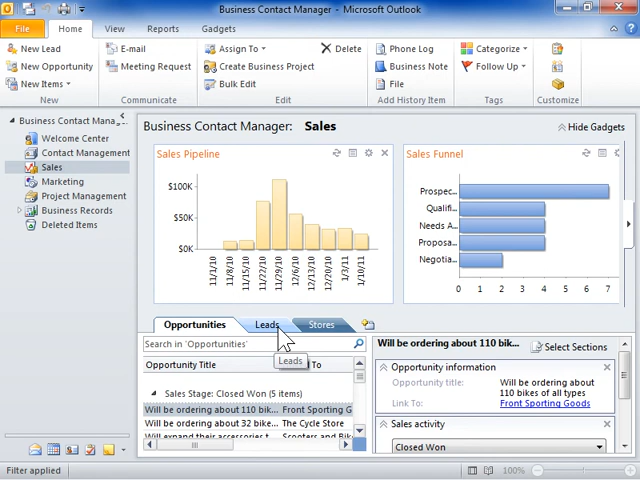 Business Contact Manager - Microsoft Outlook
File
Home
View
Reports
Gadgets
New Lead
New Opportunity
New Items
New
E-mail
Meeting Request
Communicate
Assign To
Delete
Create Business Project
Bulk Edit
Edit
Phone Log
Business Note
File
Add History Item
Categorize
Follow Up
Tags
Customize
Business Contact Manag...
Welcome Center
Contact Management
Sales
Marketing
Project Management
Business Records
Deleted Items
Business Contact Manager: Sales
Hide Gadgets
Sales Pipeline
$100K
$50K
$0K
11/1/10
11/8/10
11/15/10
11/22/10
11/29/10
12/6/10
12/13/10
12/20/10
1/3/11
1/10/11
Sales Funnel
Prospec...
Qualifi...
Needs A...
Proposa...
Negotia...
0 1 2 3 4 5 6 7
Opportunities
Leads
Stores
Search in 'Opportunities'
Leads
Opportunity Title
d To
Sales Stage: Closed Won (5 items)
Will be ordering about 110 bik... Front Sporting G
Will be ordering about 32 bike... The Cycle Store
Will expand their accessories t... Scooters and Bik
Will be ordering about 110 bik...
Select Sections
Opportunity information
Opportunity title: Will be ordering about
110 bikes of all types
Link To: Front Sporting Goods
Sales activity
Closed Won
Filter applied
100%